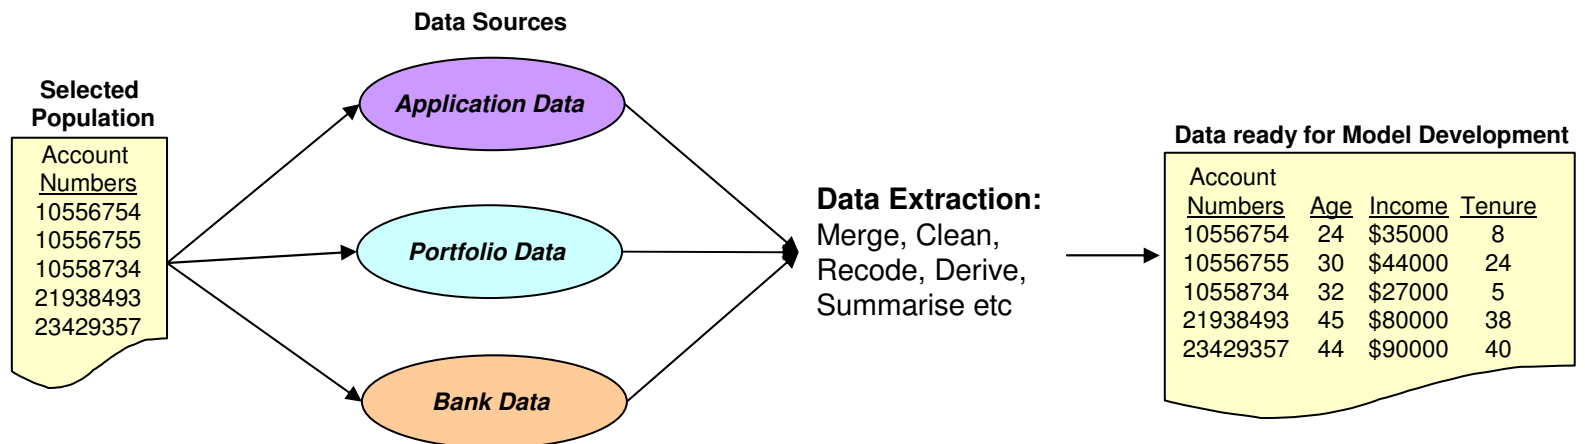 Data Sources
Selected
Population
Account
Numbers
10556754
10556755
10558734
21938493
23429357
Application Data
Portfolio Data
Bank Data
Data Extraction:
Merge, Clean,
Recode, Derive,
Summarise etc
Data ready for Model Development
Account
Numbers Age Income Tenure
10556754 24 $35000 8
10556755 30 $44000 24
10558734 32 $27000 5
21938493 45 $80000 38
23429357 44 $90000 40